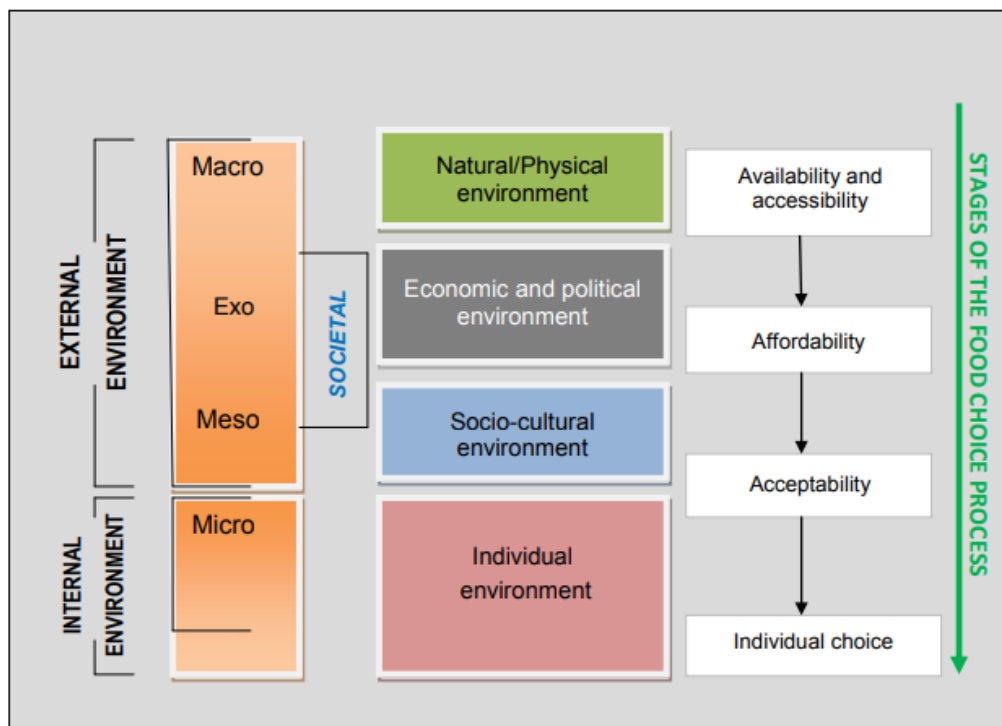 EXTERNAL
ENVIRONMENT
Macro
Exo
Meso
SOCIETAL
Natural/Physical
environment
Economic and political
environment
Socio-cultural
environment
Availability and
accessibility
Affordability
Acceptability
INTERNAL
ENVIRONMENT
Micro
Individual
environment
Individual choice
STAGES OF THE FOOD CHOICE PROCESS